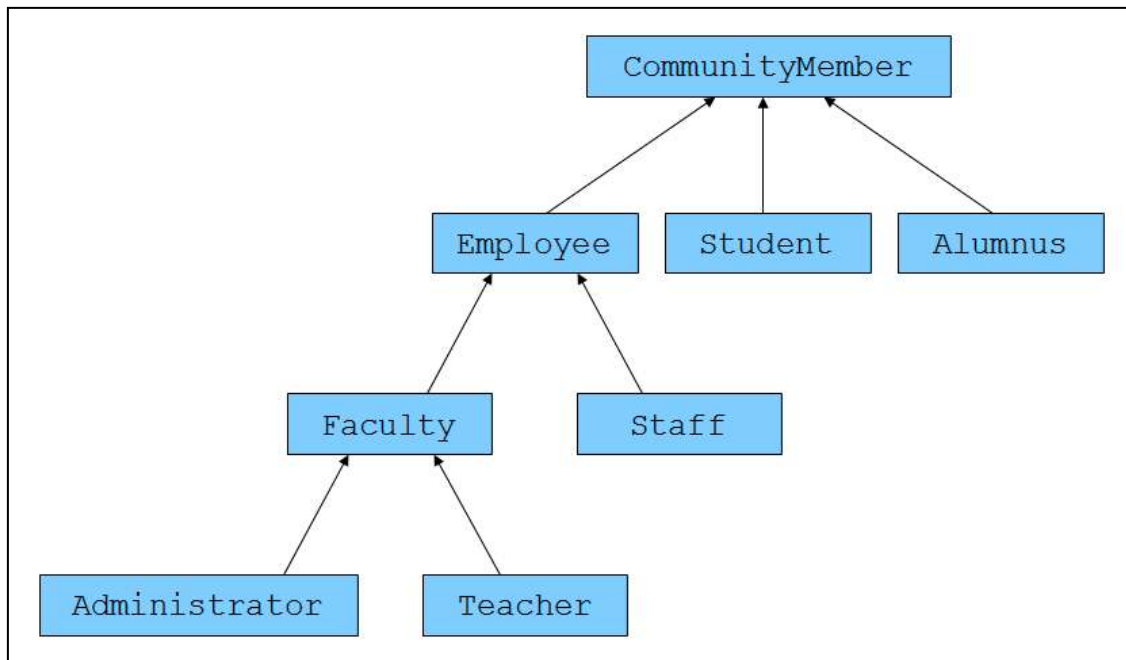 CommunityMember
Employee
Student
Alumnus
Faculty
Staff
Administrator
Teacher